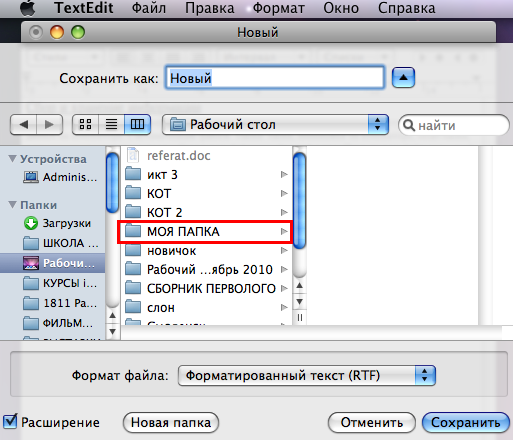 TextEdit Файл Правка Формат Окно Справка
Новый
Сохранить как: Новый
Рабочий стол найти
Устройства
Adminis...
Папки
Загрузки
ШКОЛА ...
Рабочи...
КУРСЫ i...
1811 Ра...
ФИЛЬМ...
referat.doc
икт 3
КОТ
КОТ 2
МОЯ ПАПКА
новичок
Рабочий ...ябрь 2010
СБОРНИК ПЕРВОЛОГО
слон
Формат файла: Форматированный текст (RTF)
Расширение Новая папка Отменить Сохранить